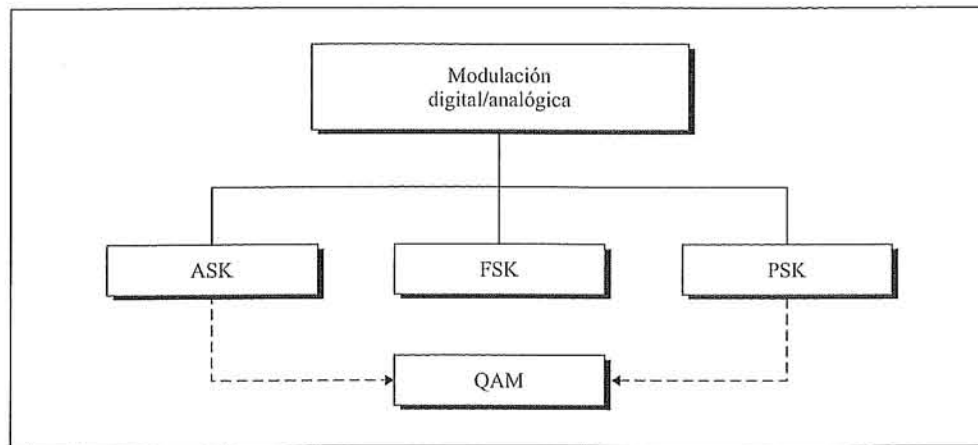 Modulación
digital/analógica
ASK
FSK
PSK
QAM